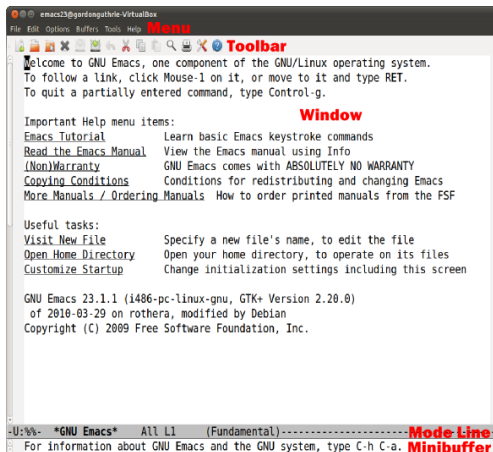 emacs23@gordonguthrie-VirtualBox
File Edit Options Buffers Tools Help Menu
Toolbar
Welcome to GNU Emacs, one component of the GNU/Linux operating system.
To follow a link, click Mouse-1 on it, or move to it and type RET.
To quit a partially entered command, type Control-g.
Window
Important Help menu items:
Emacs Tutorial Learn basic Emacs keystroke commands
Read the Emacs Manual View the Emacs manual using Info
(Non)Warranty GNU Emacs comes with ABSOLUTELY NO WARRANTY
Copying Conditions Conditions for redistributing and changing Emacs
More Manuals / Ordering Manuals How to order printed manuals from the FSF
Useful tasks:
Visit New File Specify a new file's name, to edit the file
Open Home Directory Open your home directory, to operate on its files
Customize Startup Change initialization settings including this screen
GNU Emacs 23.1.1 (i486-pc-linux-gnu, GTK+ Version 2.20.0)
of 2010-03-29 on rothera, modified by Debian
Copyright (C) 2009 Free Software Foundation, Inc.
-U:%%- *GNU Emacs* All L1 (Fundamental)---------------------- Mode Line
For information about GNU Emacs and the GNU system, type C-h C-a. Minibuffer